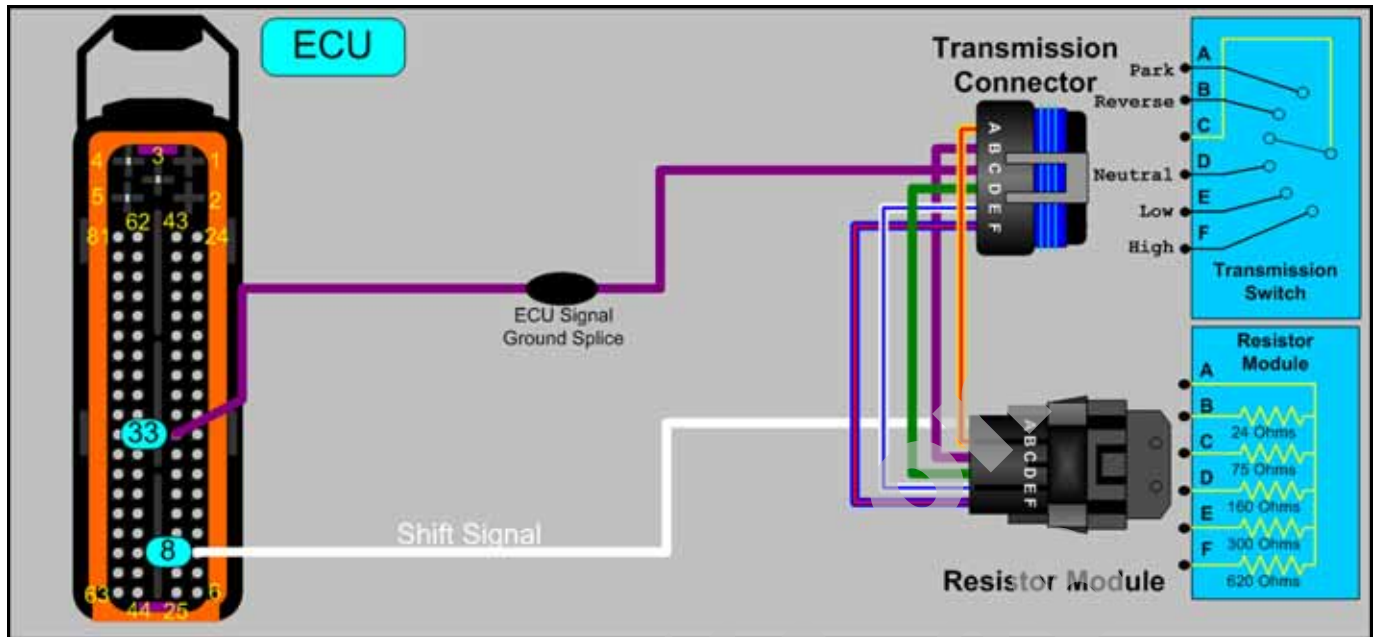 ECU
4
3
1
5
2
62
43
81
24
33
8
63
44
25
6
ECU Signal
Ground Splice
Shift Signal
Transmission
Connector
A
B
C
D
E
F
A
Park
B
Reverse
C
D
Neutral
E
Low
F
High
Transmission
Switch
A
B
C
D
E
F
Resistor Module
Resistor
Module
A
B
24 Ohms
C
75 Ohms
D
160 Ohms
E
300 Ohms
F
620 Ohms